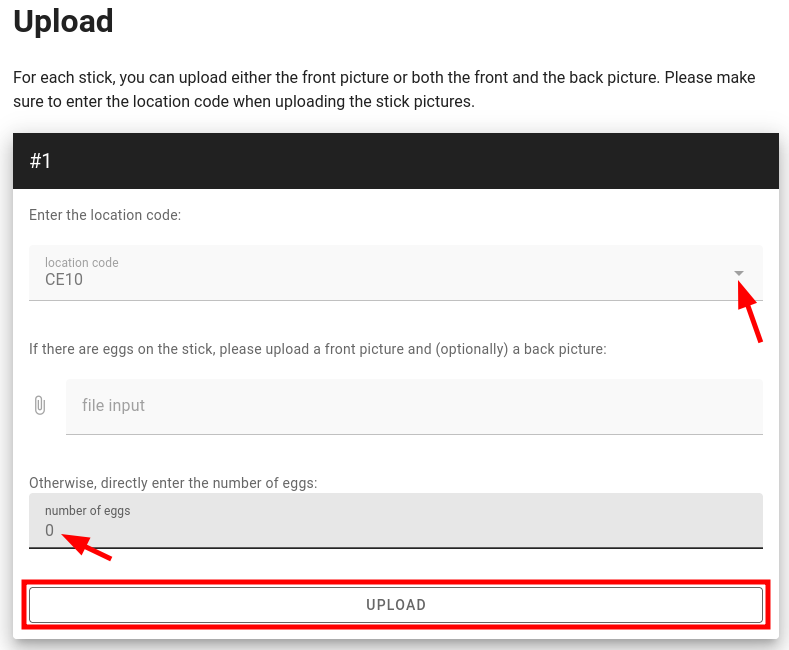 Upload
For each stick, you can upload either the front picture or both the front and the back picture. Please make
sure to enter the location code when uploading the stick pictures.
#1
Enter the location code:
location code
CE10
If there are eggs on the stick, please upload a front picture and (optionally) a back picture:
file input
Otherwise, directly enter the number of eggs:
number of eggs
0
UPLOAD